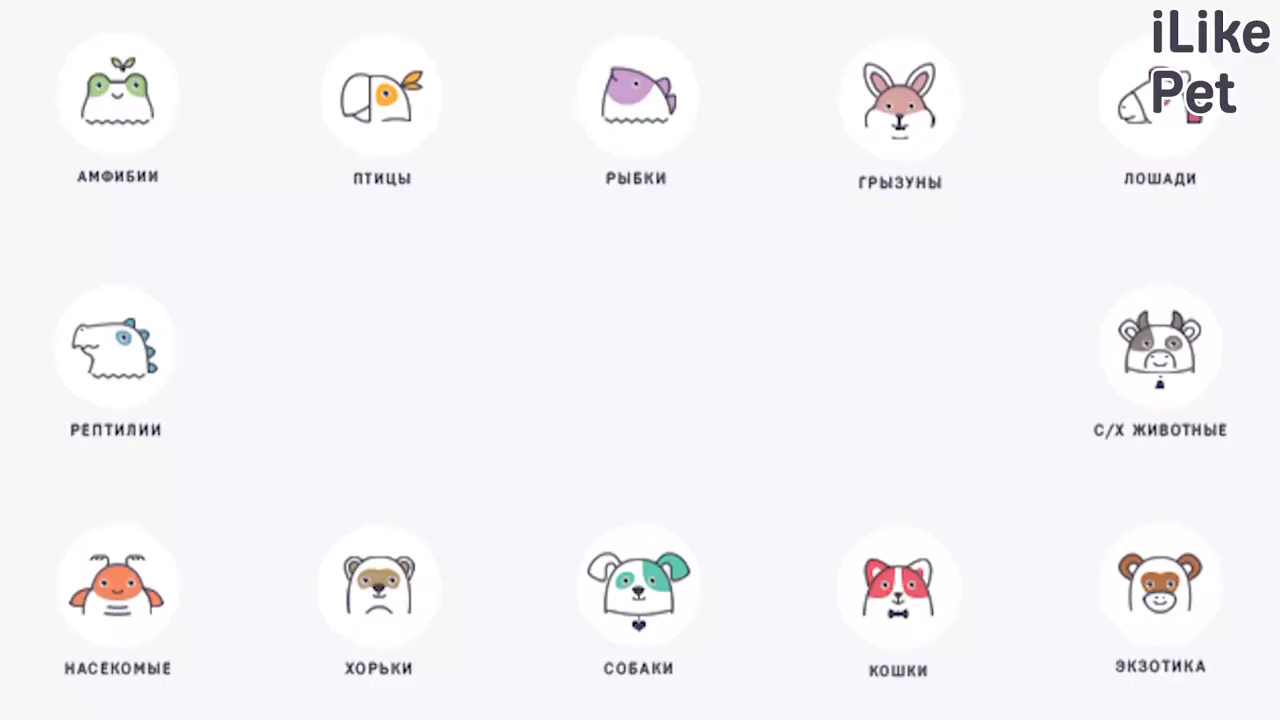 iLike
Pet
АМФИБИИ
ПТИЦЫ
РЫБКИ
ГРЫЗУНЫ
ЛОШАДИ
РЕПТИЛИИ
С/Х ЖИВОТНЫЕ
НАСЕКОМЫЕ
ХОРЬКИ
СОБАКИ
КОШКИ
ЭКЗОТИКА